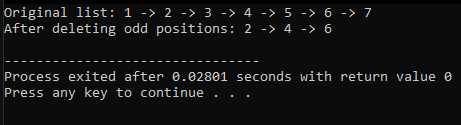 Original list: 1 -> 2 -> 3 -> 4 -> 5 -> 6 -> 7
After deleting odd positions: 2 -> 4 -> 6
--------------------------------
Process exited after 0.02801 seconds with return value 0
Press any key to continue . . .